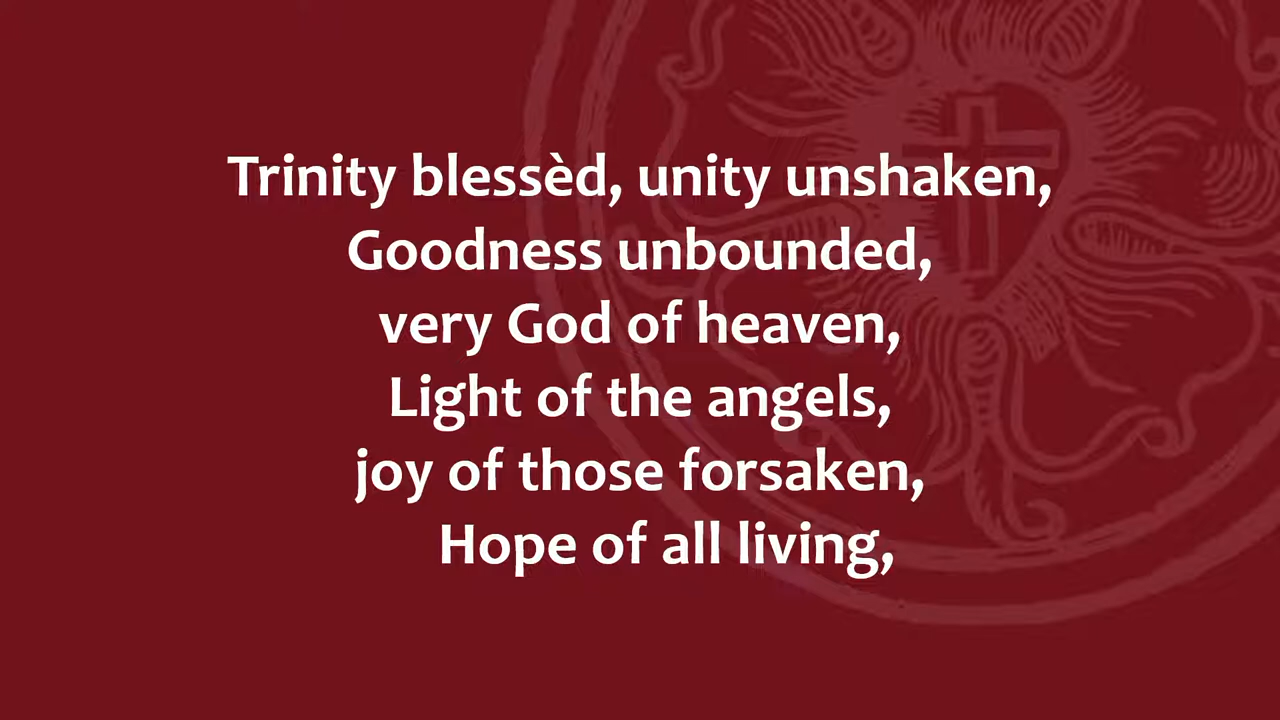 Trinity blessèd, unity unshaken,
Goodness unbounded,
very God of heaven,
Light of the angels,
joy of those forsaken,
Hope of all living,